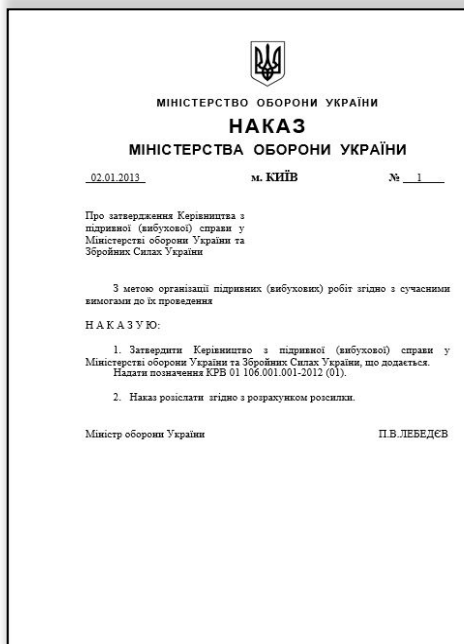 МІНІСТЕРСТВО ОБОРОНИ УКРАЇНИ
НАКАЗ
МІНІСТЕРСТВА ОБОРОНИ УКРАЇНИ
02.01.2013 м. КИЇВ № 1
Про затвердження Керівництва з
підривної (вибухової) справи у
Міністерстві оборони України та
Збройних Силах України
З метою організації підривних (вибухових) робіт згідно з сучасними
вимогами до їх проведення
Н А К А З У Ю:
1. Затвердити Керівництво з підривної (вибухової) справи у
Міністерстві оборони України та Збройних Силах України, що додається.
Надати позначення КРВ 01 106.001.001-2012 (01).
2. Наказ розіслати згідно з розрахунком розсилки.
Міністр оборони України П.В.ЛЕБЕДЄВ